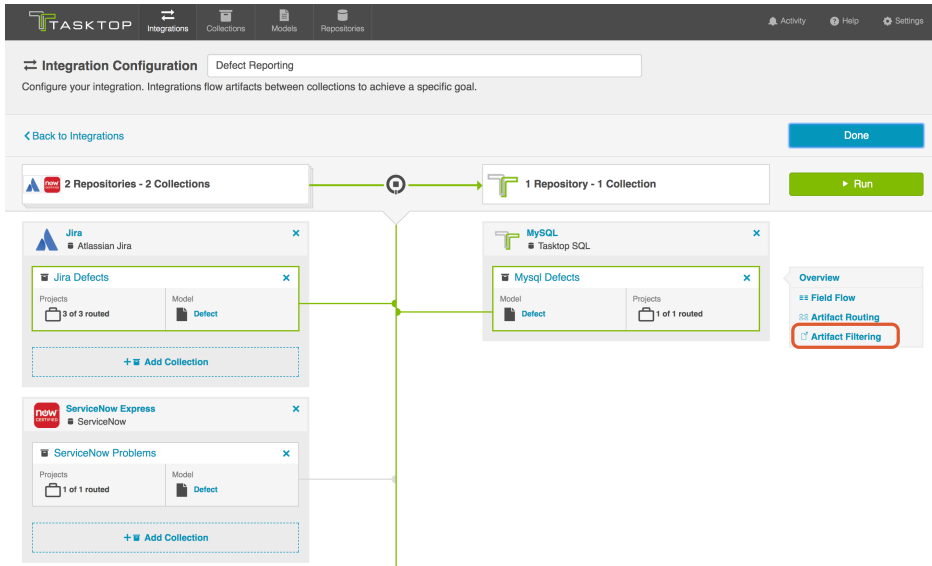 TASKTOP
Integrations
Collections
Models
Repositories
Activity
Help
Settings
Integration Configuration
Defect Reporting
Configure your integration. Integrations flow artifacts between collections to achieve a specific goal.
Back to Integrations
Done
now
CERTIFIED
2 Repositories - 2 Collections
1 Repository - 1 Collection
Run
Jira
Atlassian Jira
Jira Defects
Projects
3 of 3 routed
Model
Defect
+ Add Collection
MySQL
Tasktop SQL
Mysql Defects
Model
Defect
Projects
1 of 1 routed
Overview
Field Flow
Artifact Routing
Artifact Filtering
now
CERTIFIED
ServiceNow Express
ServiceNow
ServiceNow Problems
Projects
1 of 1 routed
Model
Defect
+ Add Collection